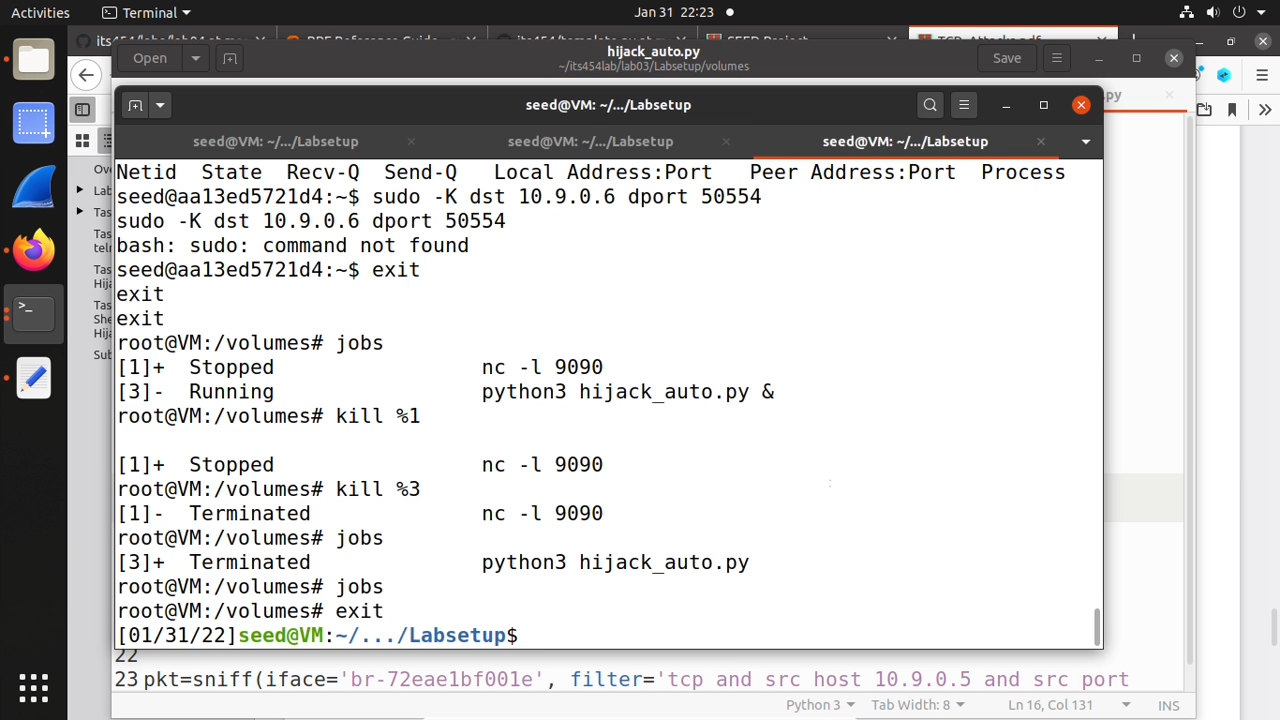 Activities
Terminal
Jan 31 22:23
Open
hijack_auto.py
~/its454lab/lab03/Labsetup/volumes
Save
.py
seed@VM: ~/.../Labsetup
seed@VM: ~/.../Labsetup
seed@VM: ~/.../Labsetup
seed@VM: ~/.../Labsetup
Netid State Recv-Q Send-Q Local Address:Port Peer Address:Port Process
seed@aa13ed5721d4:~$ sudo -K dst 10.9.0.6 dport 50554
sudo -K dst 10.9.0.6 dport 50554
bash: sudo: command not found
seed@aa13ed5721d4:~$ exit
exit
exit
root@VM:/volumes# jobs
[1]+ Stopped nc -l 9090
[3]- Running python3 hijack_auto.py &
root@VM:/volumes# kill %1
[1]+ Stopped nc -l 9090
root@VM:/volumes# kill %3
[1]- Terminated nc -l 9090
root@VM:/volumes# jobs
[3]+ Terminated python3 hijack_auto.py
root@VM:/volumes# jobs
root@VM:/volumes# exit
[01/31/22]seed@VM:~/.../Labsetup$
22
23 pkt=sniff(iface='br-72eae1bf001e', filter='tcp and src host 10.9.0.5 and src port
Python 3
Tab Width: 8
Ln 16, Col 131
INS